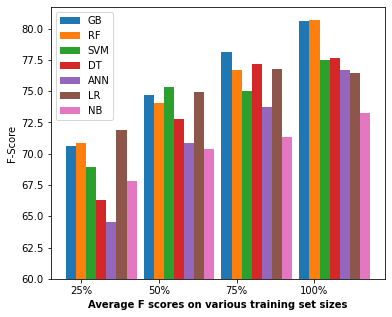 GB
RF
SVM
DT
ANN
LR
NB
80.0
77.5
75.0
72.5
70.0
67.5
65.0
62.5
60.0
F-Score
25% 50% 75% 100%
Average F scores on various training set sizes